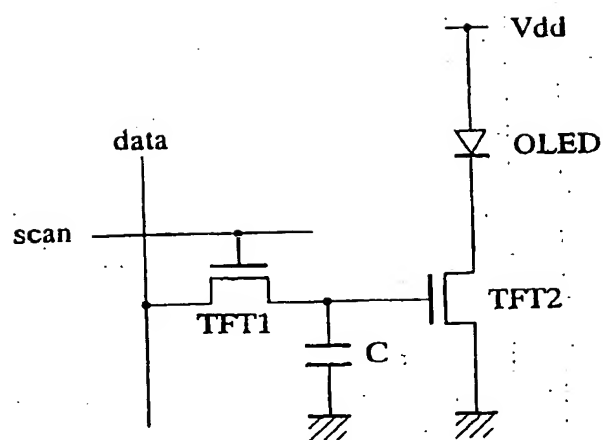 Vdd
OLED
data
scan
TFT1
TFT2
C